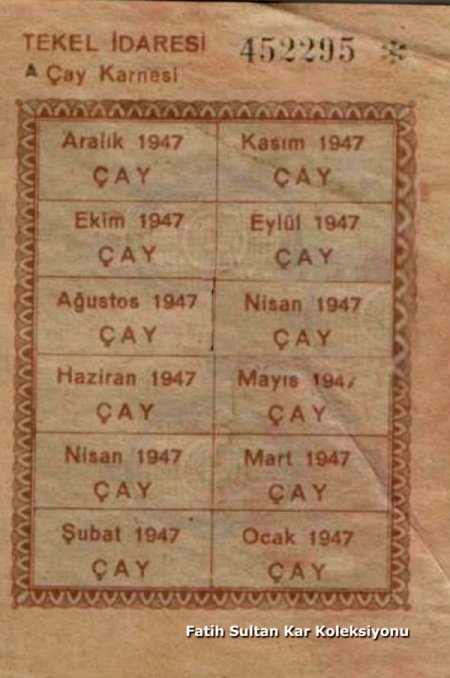 TEKEL İDARESİ 452295 *
A Çay Karnesi
Aralık 1947 Kasım 1947
ÇAY ÇAY
Ekim 1947 Eylül 1947
ÇAY ÇAY
Ağustos 1947 Nisan 1947
ÇAY ÇAY
Haziran 1947 Mayıs 1947
ÇAY ÇAY
Nisan 1947 Mart 1947
ÇAY ÇAY
Şubat 1947 Ocak 1947
ÇAY ÇAY
Fatih Sultan Kar Koleksiyonu